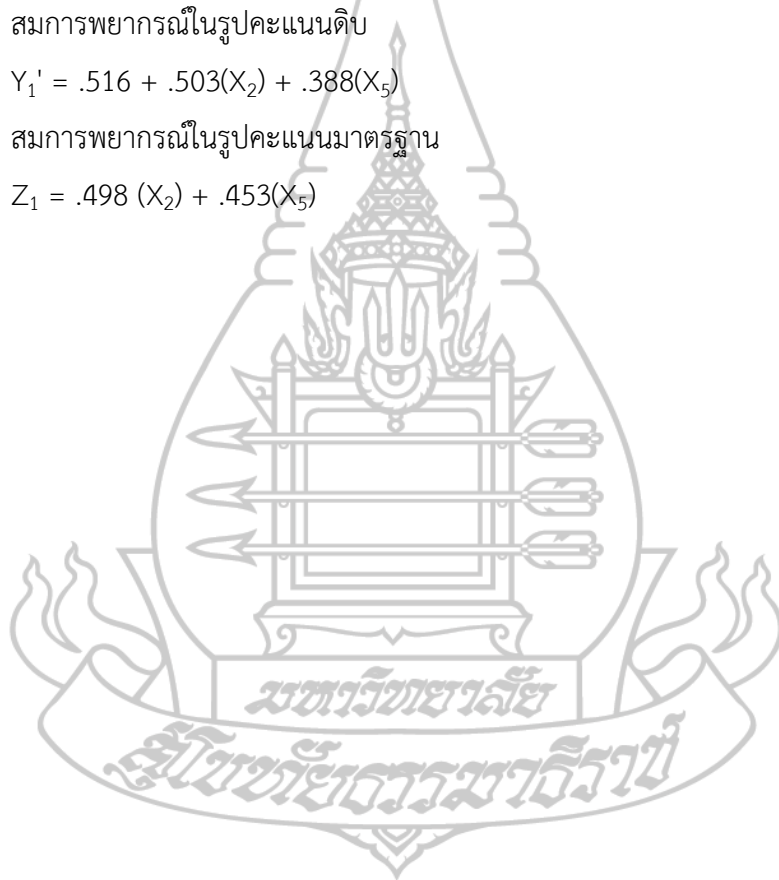 สมการพยากรณ์ในรูปคะแนนดิบ
Y₁' = .516 + .503(X₂) + .388(X₅)
สมการพยากรณ์ในรูปคะแนนมาตรฐาน
Z₁ = .498 (X₂) + .453(X₅)
มหาวิทยาลัย
สุโขทัยธรรมาธิราช